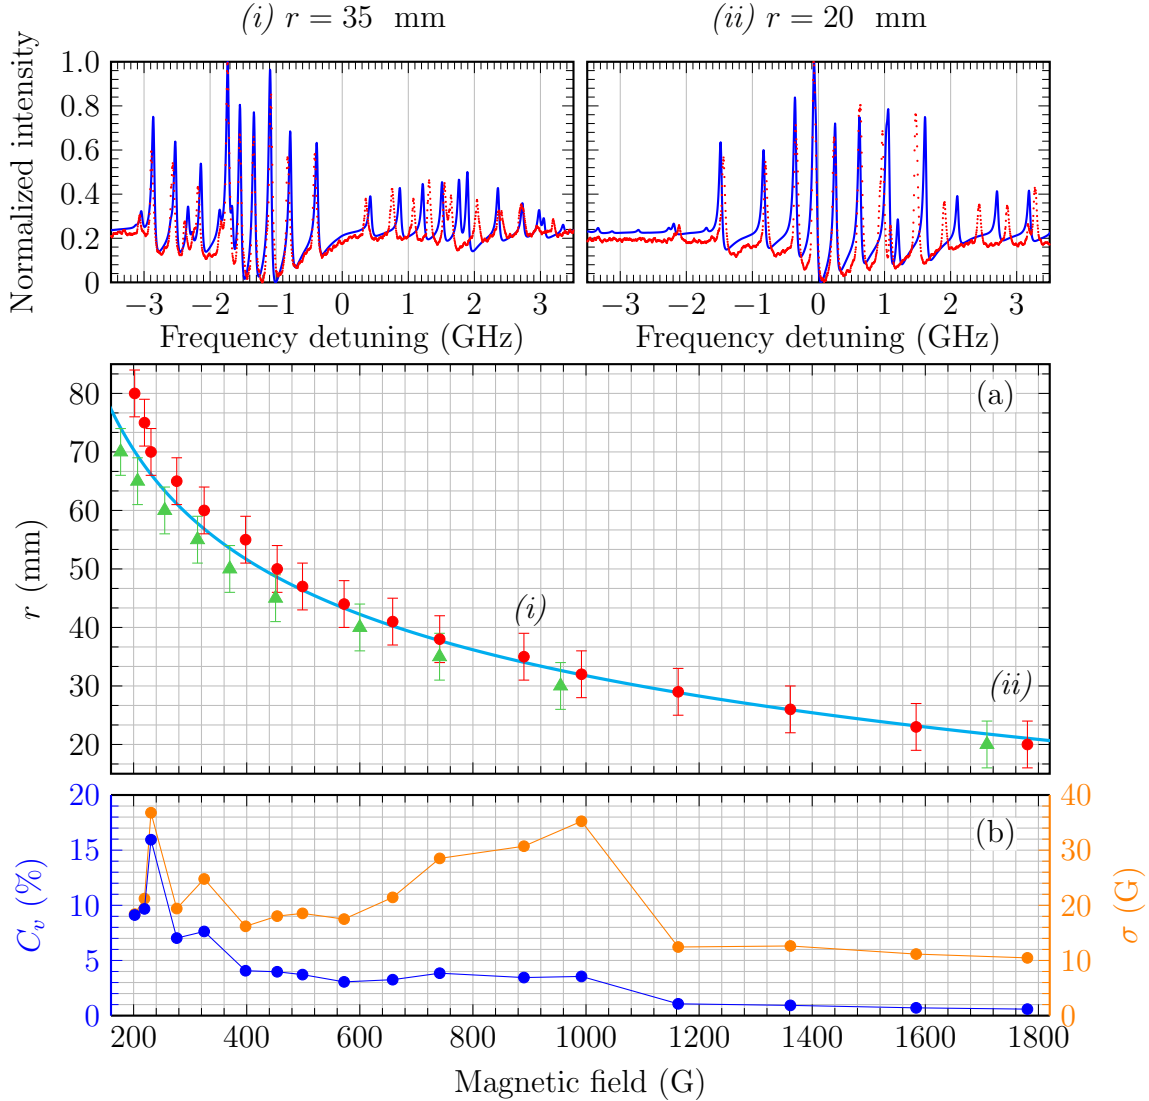 (i) r = 35 mm
(ii) r = 20 mm
Normalized intensity
1.0
0.8
0.6
0.4
0.2
0
−3 −2 −1 0 1 2 3
−3 −2 −1 0 1 2 3
Frequency detuning (GHz)
Frequency detuning (GHz)
(a)
r (mm)
80
70
60
50
40
30
20
(i)
(ii)
(b)
C_v (%)
20
15
10
5
0
40
30
20
10
0
σ (G)
200 400 600 800 1000 1200 1400 1600 1800
Magnetic field (G)